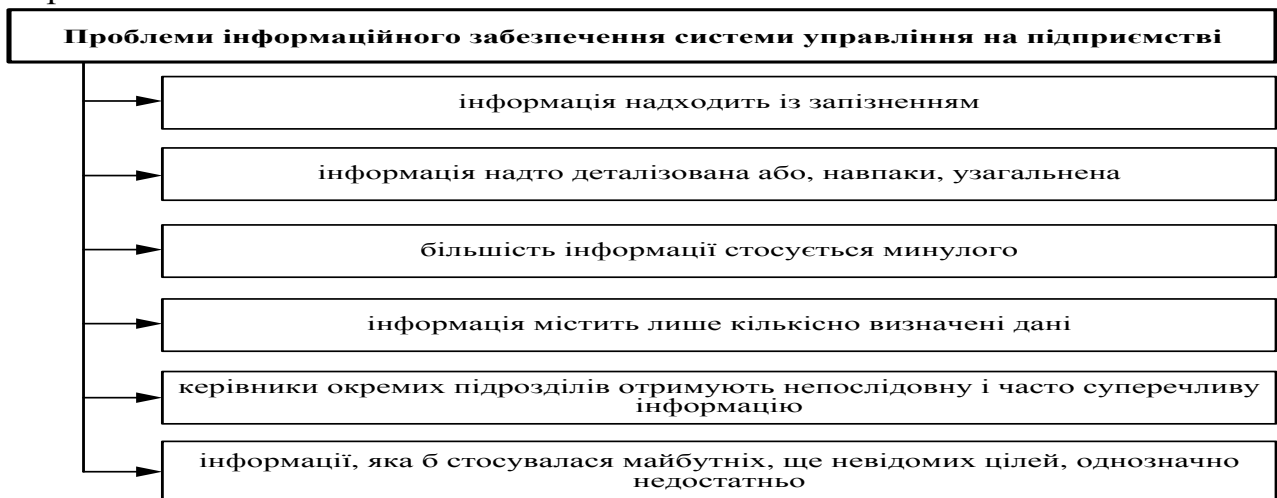 Проблеми інформаційного забезпечення системи управління на підприємстві
інформація надходить із запізненням
інформація надто деталізована або, навпаки, узагальнена
більшість інформації стосується минулого
інформація містить лише кількісно визначені дані
керівники окремих підрозділів отримують непослідовну і часто суперечливу
інформацію
інформації, яка б стосувалася майбутніх, ще невідомих цілей, однозначно
недостатньо